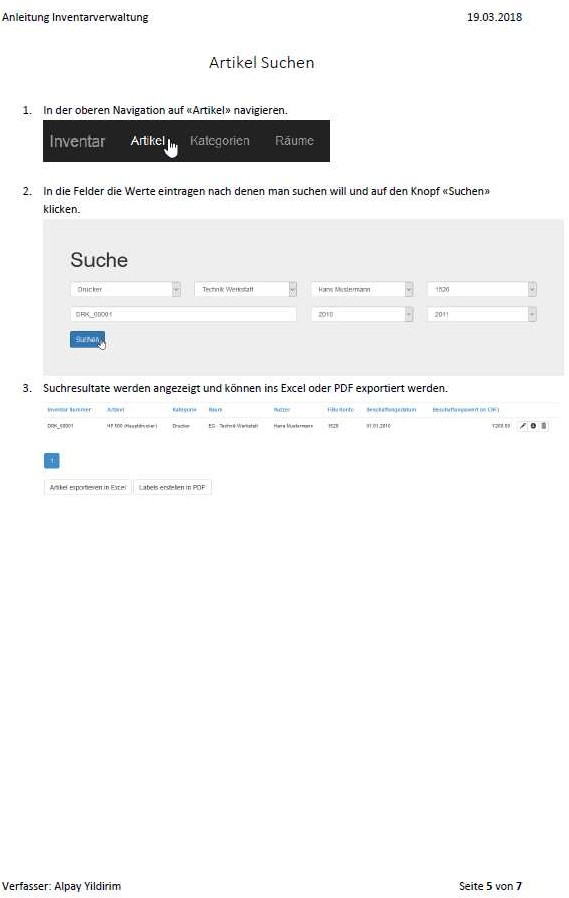 Anleitung Inventarverwaltung 19.03.2018
Artikel Suchen
1. In der oberen Navigation auf «Artikel» navigieren.
Inventar Artikel Kategorien Räume
2. In die Felder die Werte eintragen nach denen man suchen will und auf den Knopf «Suchen»
klicken.
Suche
Drucker Technik Werkstatt Hans Mustermann 1526
DRK_00001 2010 2011
Suchen
3. Suchresultate werden angezeigt und können ins Excel oder PDF exportiert werden.
Inventar Nummer Artikel Kategorie Raum Nutzer FiBu Konto Beschaffungsdatum Beschaffungswert (in CHF)
DRK_00001 HP 500 (Hauptdrucker) Drucker EG - Technik Werkstatt Hans Mustermann 01.01.2010
1
Artikel exportieren in Excel Labels erstellen in PDF
Verfasser: Alpay Yildirim Seite 5 von 7